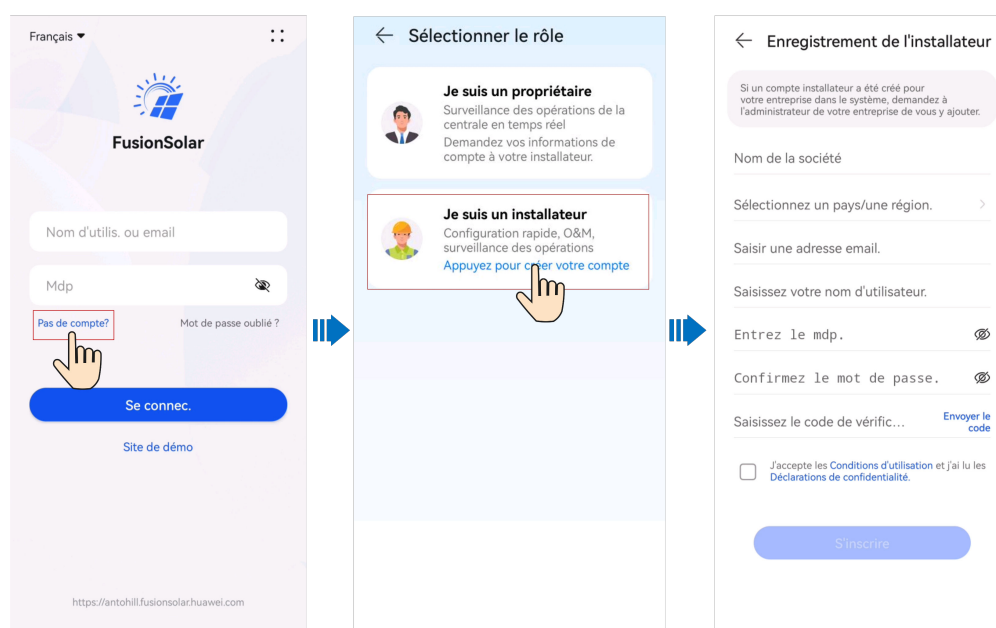 Français
FusionSolar
Nom d'utilis. ou email
Mdp
Pas de compte?
Mot de passe oublié ?
Se connec.
Site de démo
https://antohill.fusionsolar.huawei.com
Sélectionner le rôle
Je suis un propriétaire
Surveillance des opérations de la
centrale en temps réel
Demandez vos informations de
compte à votre installateur.
Je suis un installateur
Configuration rapide, O&M,
surveillance des opérations
Appuyez pour créer votre compte
Enregistrement de l'installateur
Si un compte installateur a été créé pour
votre entreprise dans le système, demandez à
l'administrateur de votre entreprise de vous y ajouter.
Nom de la société
Sélectionnez un pays/une région.
Saisir une adresse email.
Saisissez votre nom d'utilisateur.
Entrez le mdp.
Confirmez le mot de passe.
Saisissez le code de vérific...
Envoyer le
code
J'accepte les Conditions d'utilisation et j'ai lu les
Déclarations de confidentialité.
S'inscrire